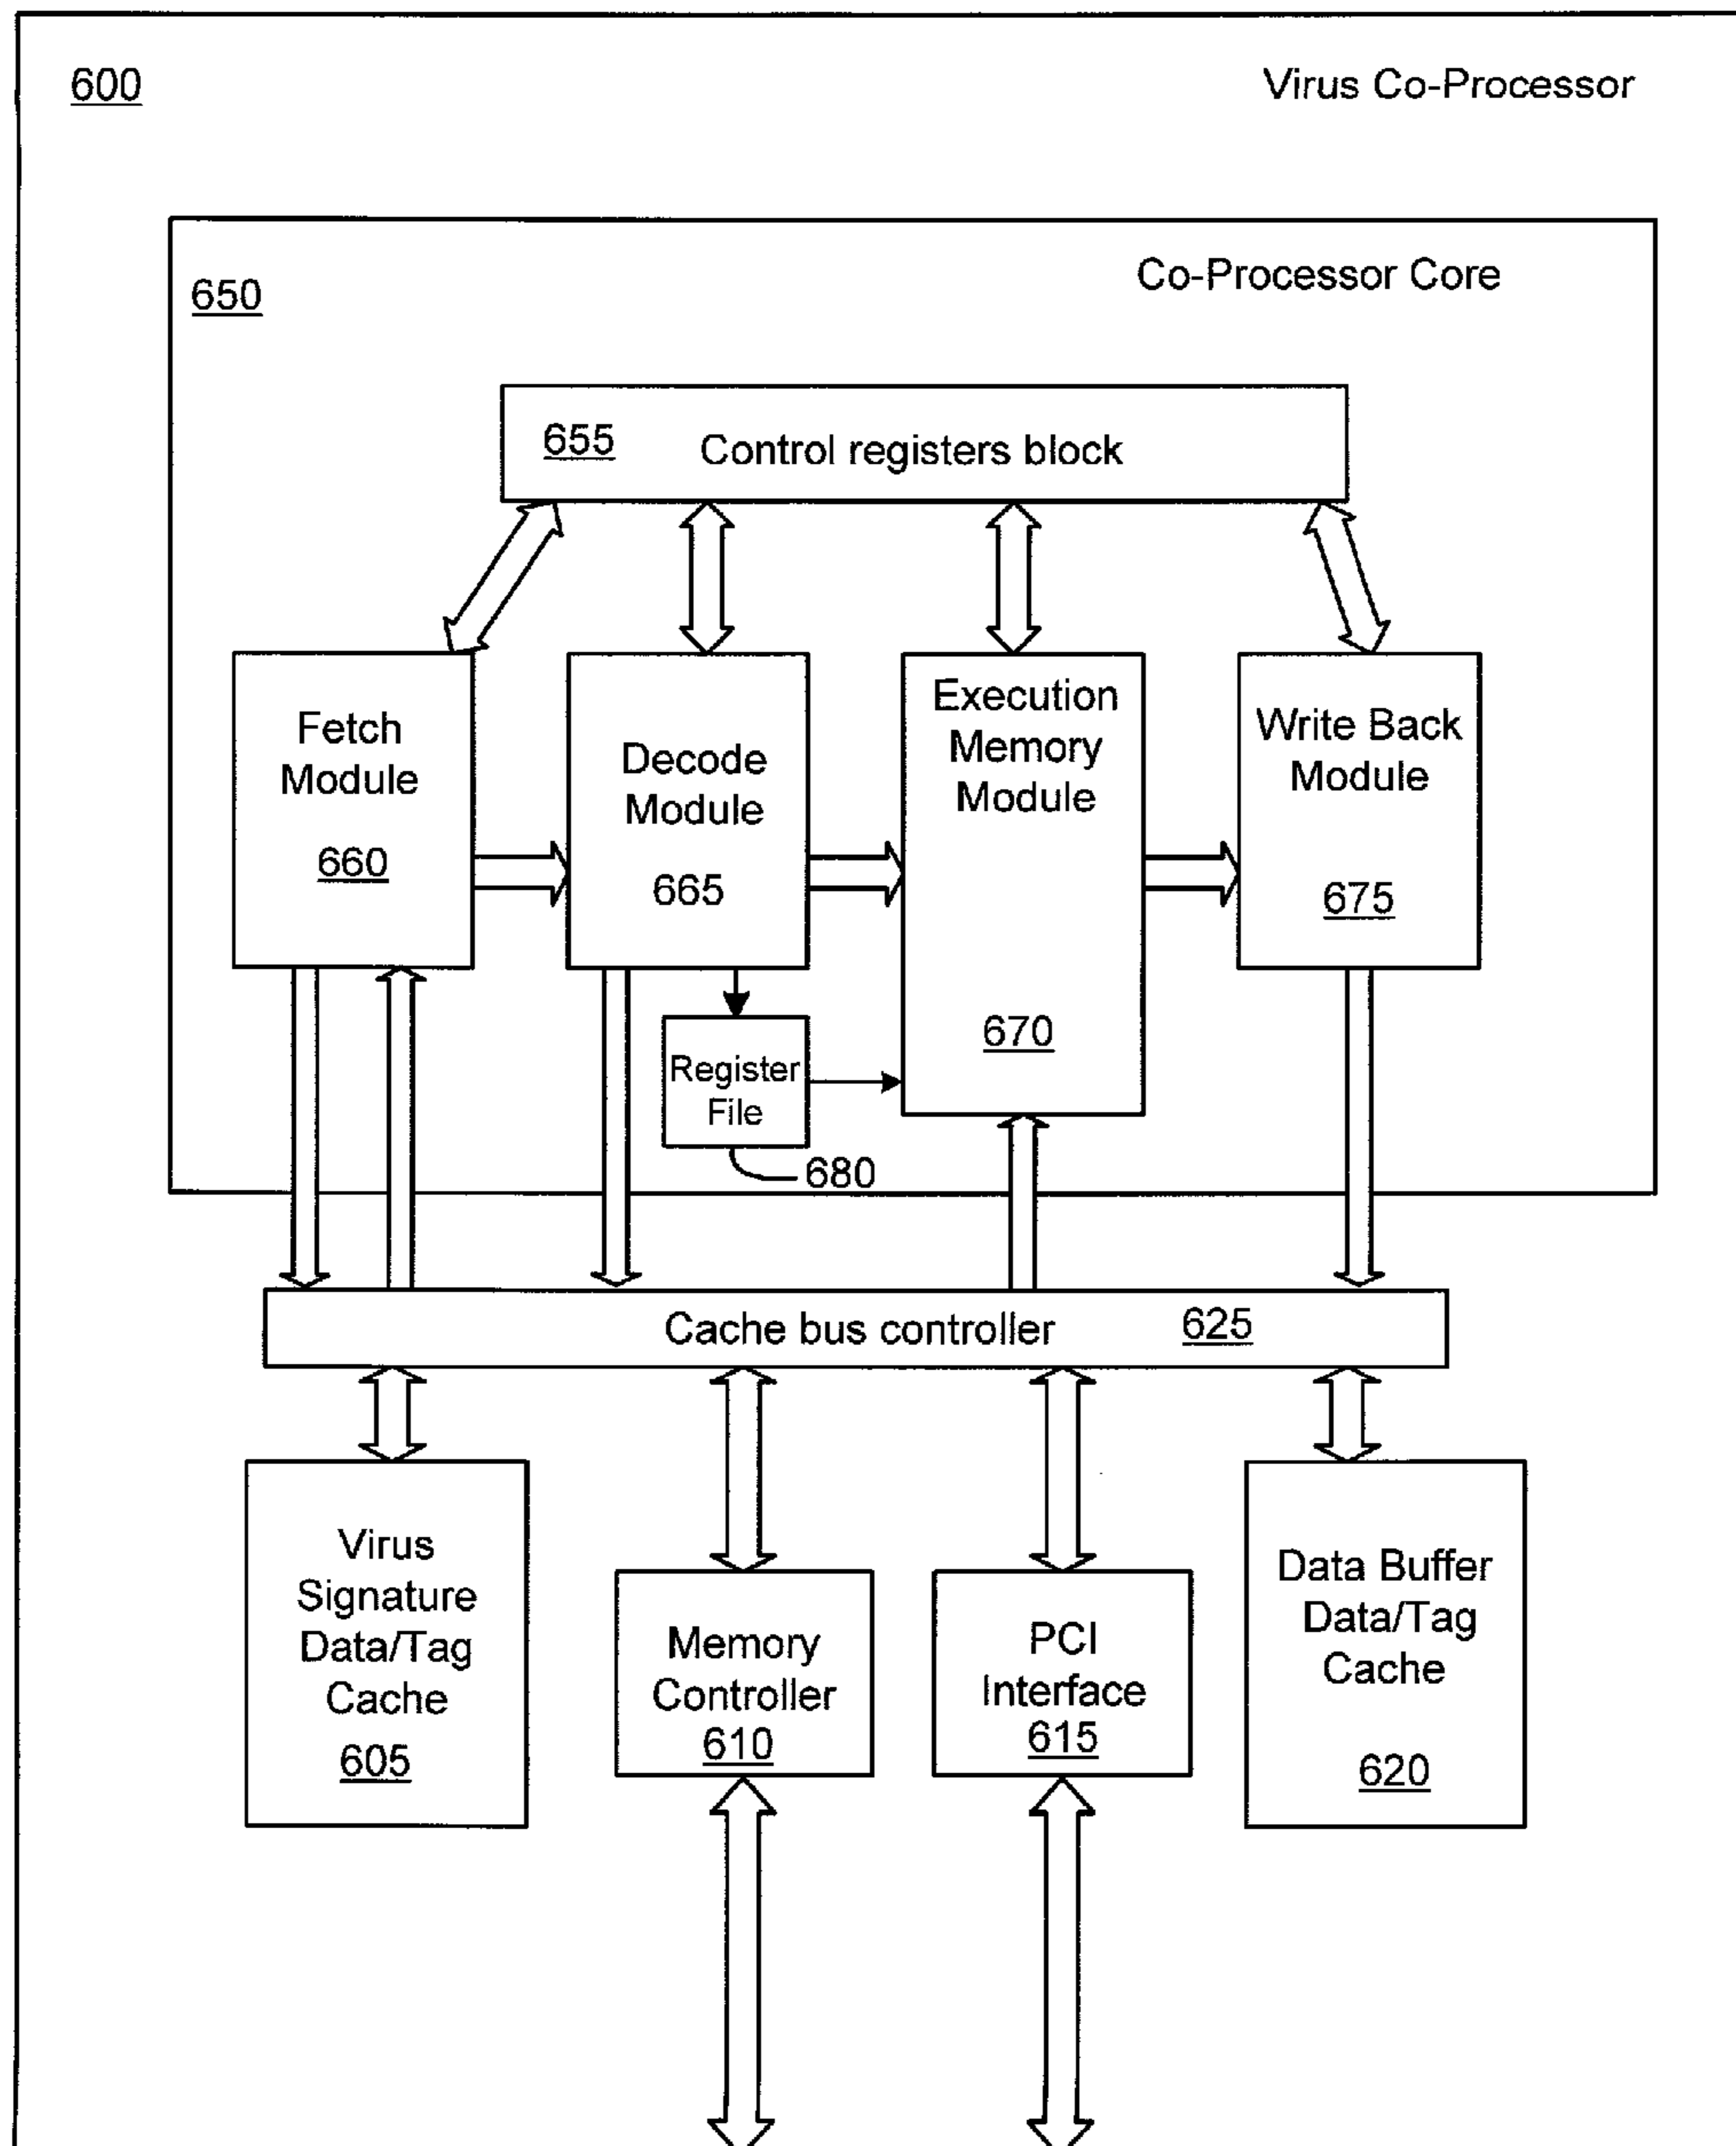 600
Virus Co-Processor
650
Co-Processor Core
655
Control registers block
Fetch
Module
660
Decode
Module
665
Execution
Memory
Module
670
Write Back
Module
675
Register
File
680
Cache bus controller
625
Virus
Signature
Data/Tag
Cache
605
Memory
Controller
610
PCI
Interface
615
Data Buffer
Data/Tag
Cache
620